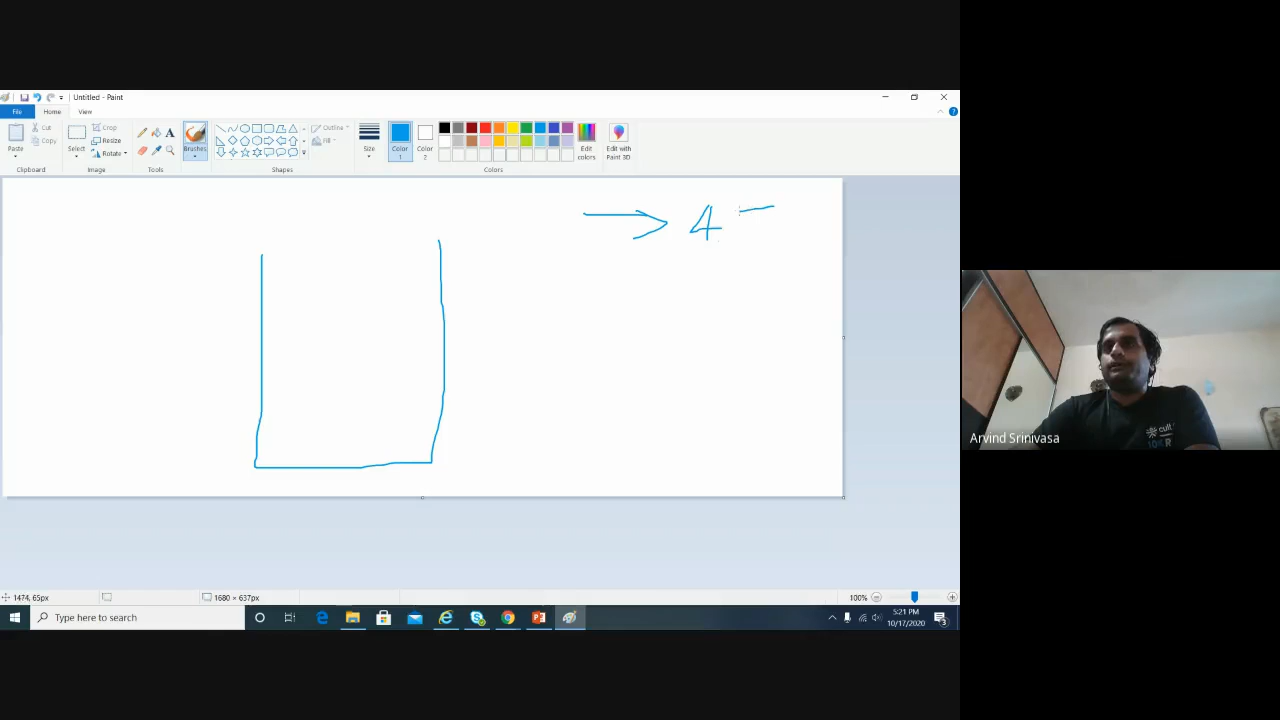 Untitled - Paint
File Home View
Paste
Cut
Copy
Clipboard
Select
Crop
Resize
Rotate
Image
Tools
Brushes
Outline
Fill
Shapes
Size
Color 1
Color 2
Edit colors
Edit with Paint 3D
Colors
→ 4
Arvind Srinivasa
cult
1474, 65px
1680 × 637px
100%
Type here to search
5:21 PM
10/17/2020
3